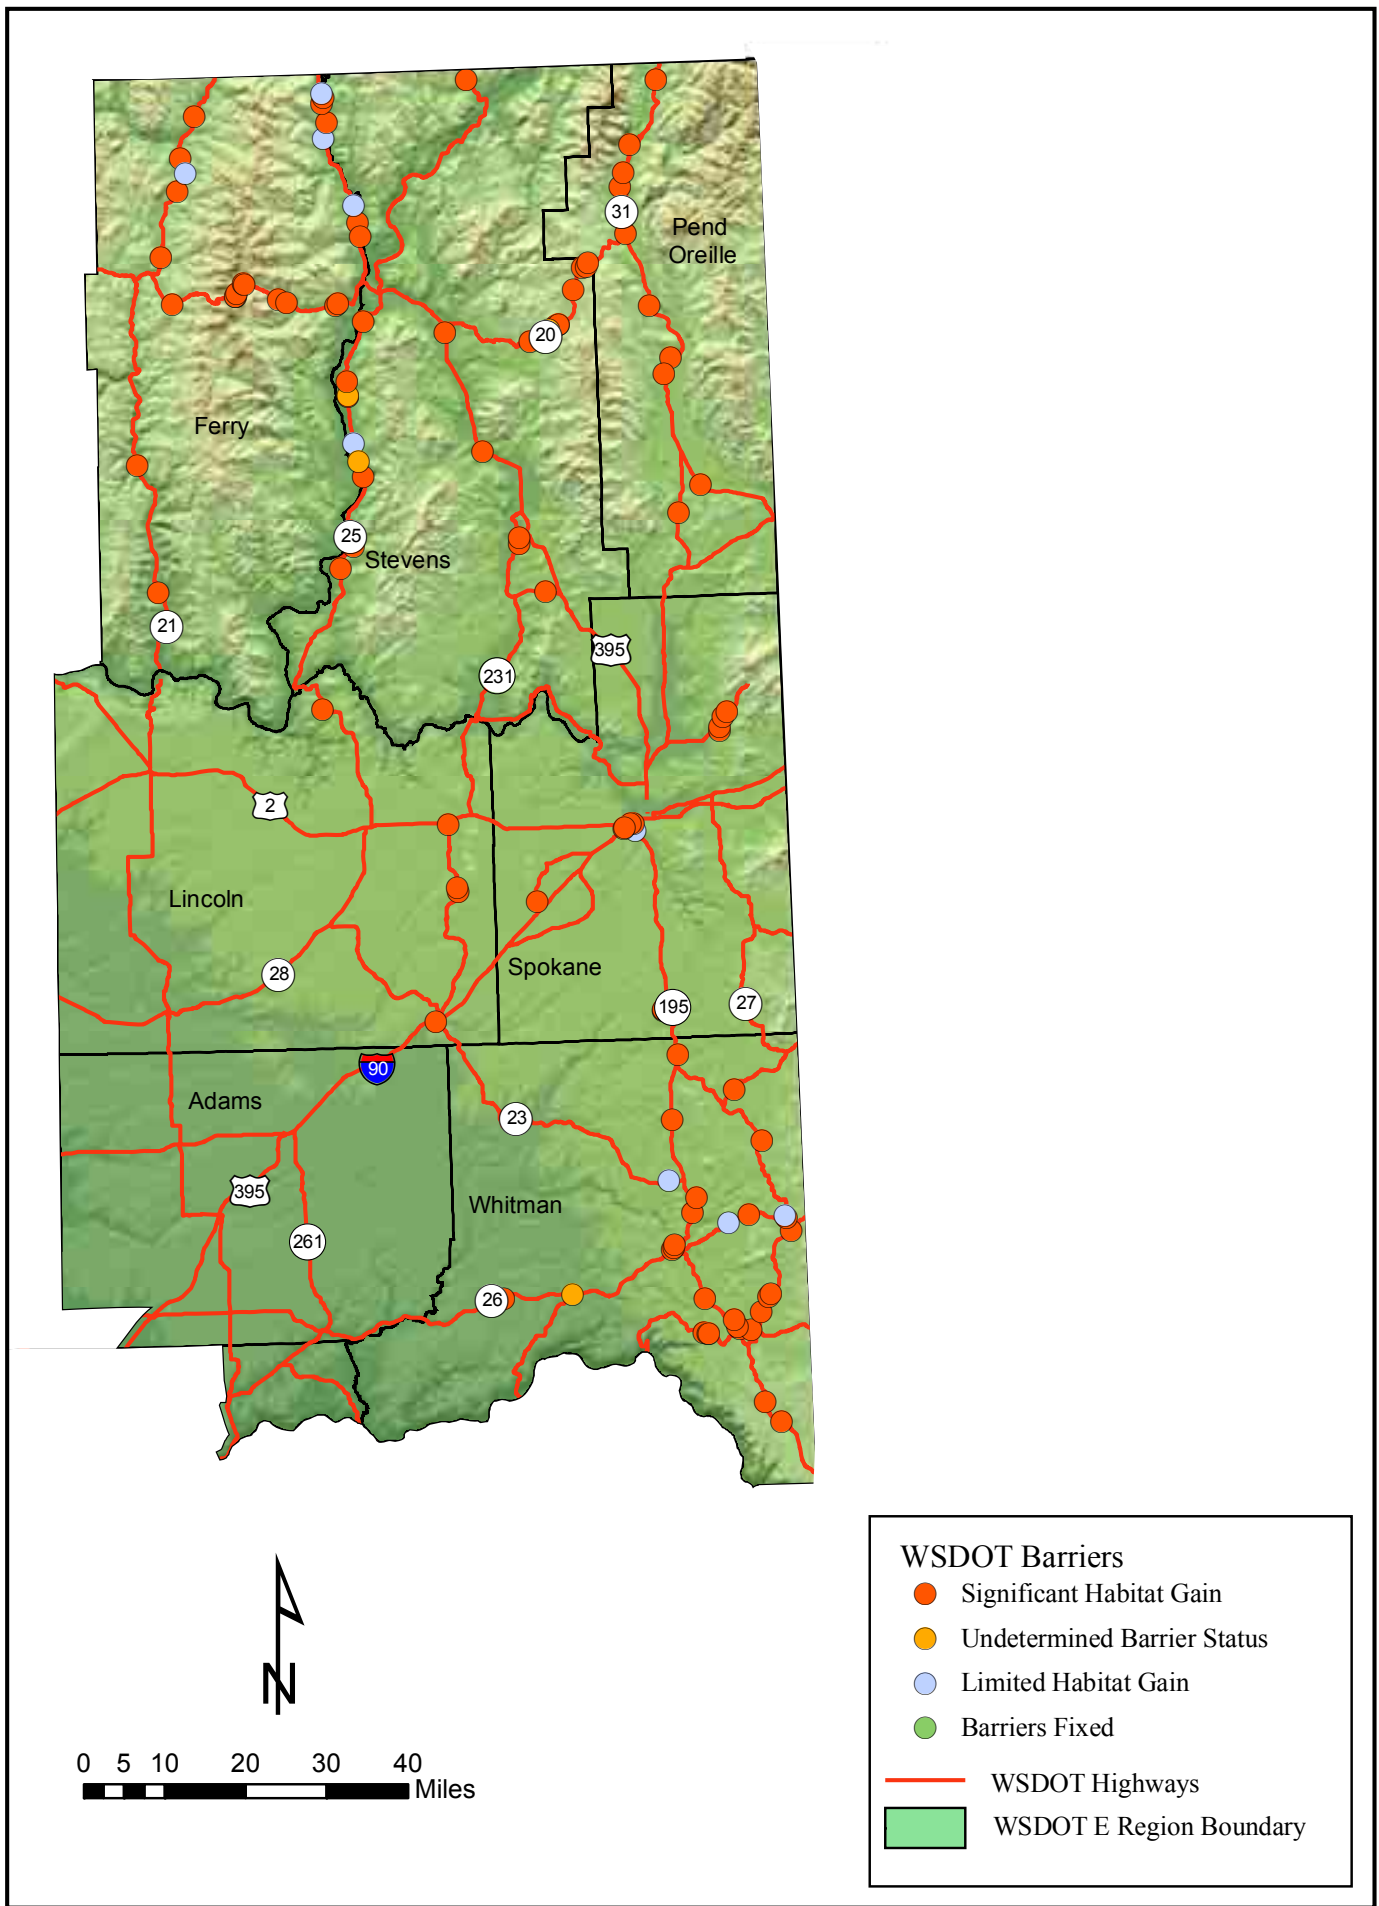 31
Pend
Oreille
20
Ferry
25
Stevens
21
395
231
2
Lincoln
Spokane
28
195
27
90
Adams
23
395
Whitman
261
26
WSDOT Barriers
Significant Habitat Gain
Undetermined Barrier Status
Limited Habitat Gain
Barriers Fixed
WSDOT Highways
WSDOT E Region Boundary
N
0 5 10 20 30 40
Miles